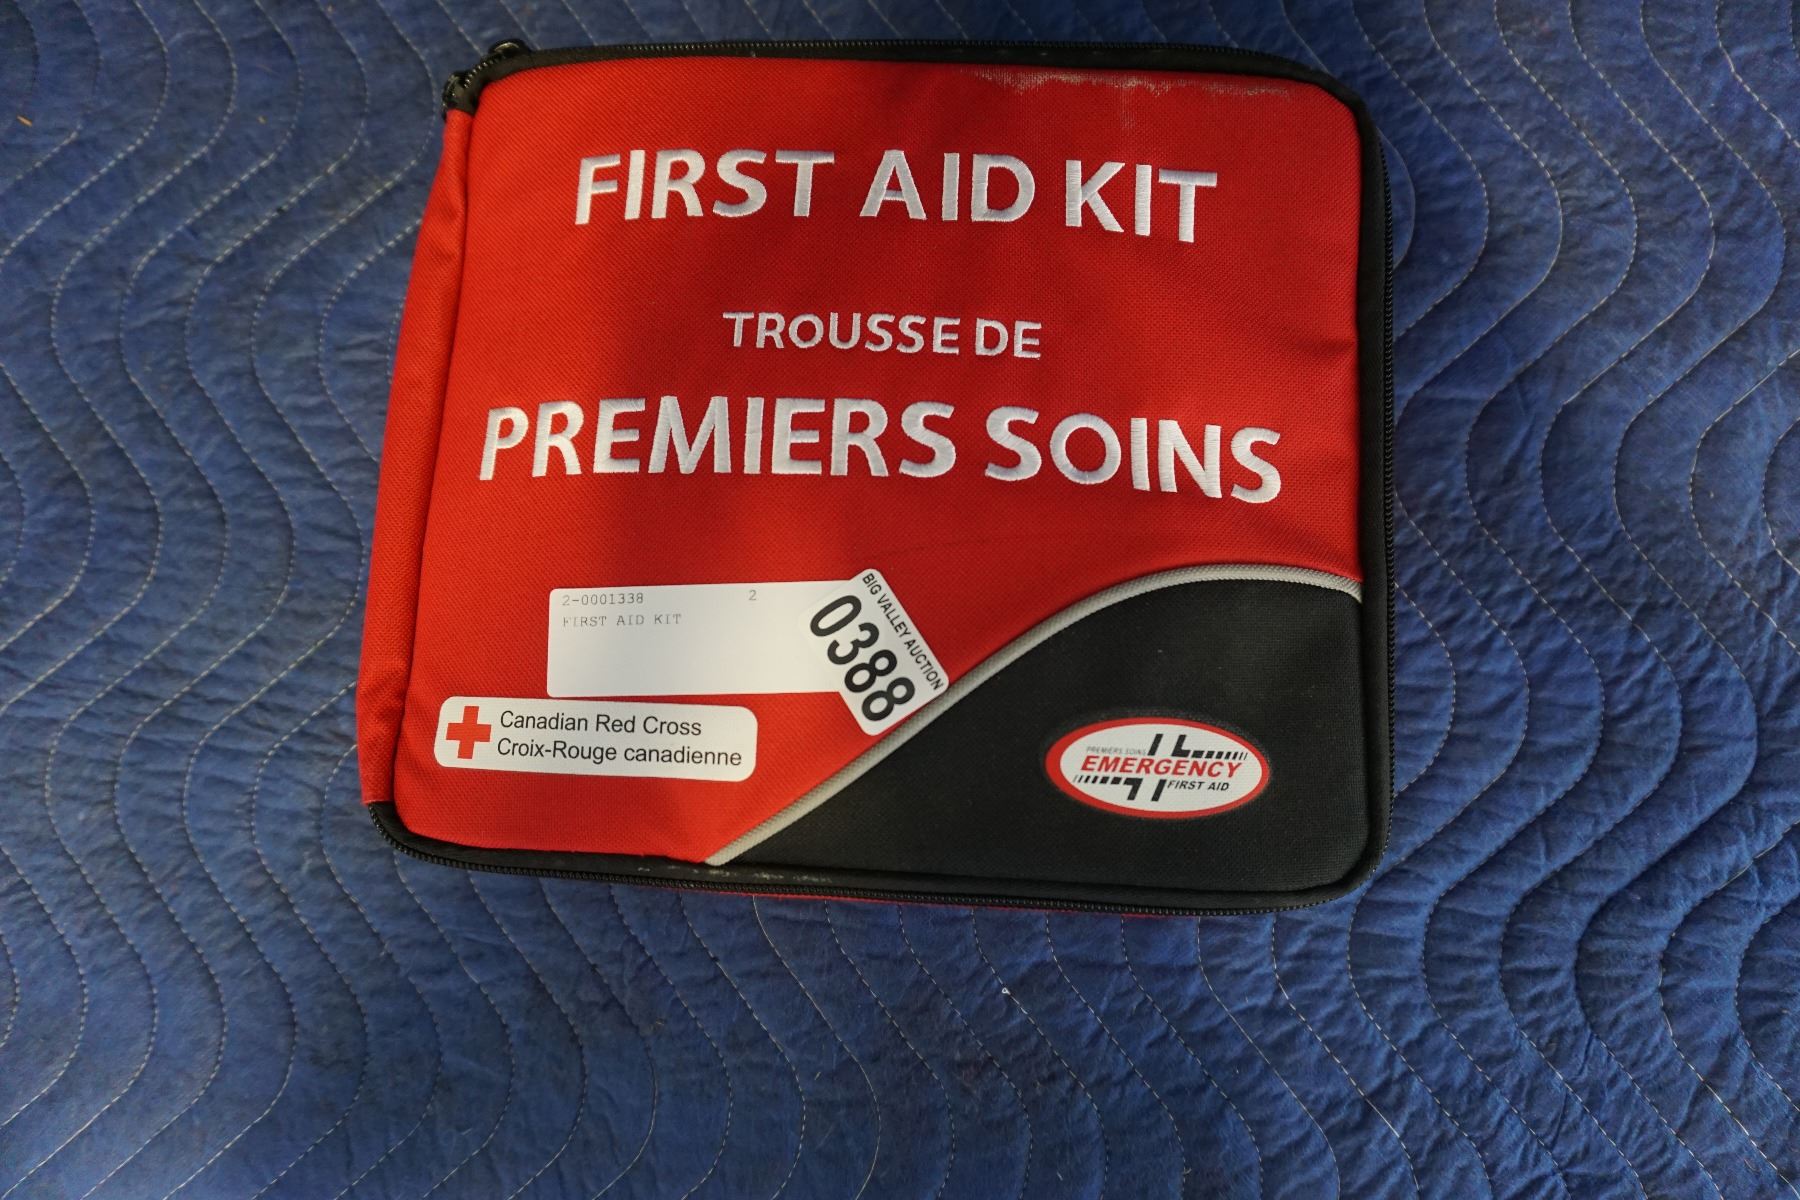 FIRST AID KIT
TROUSSE DE
PREMIERS SOINS
2-0001338 2
FIRST AID KIT
BIG VALLEY AUCTION
0388
Canadian Red Cross
Croix-Rouge canadienne
PREMIERS SOINS
EMERGENCY
FIRST AID